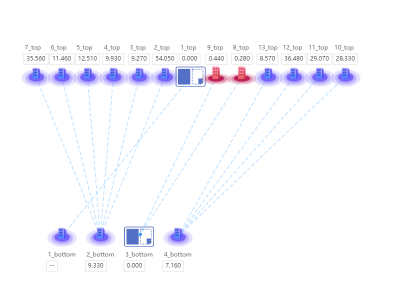 7_top 6_top 5_top 4_top 3_top 2_top 1_top 9_top 8_top 13_top 12_top 11_top 10_top
35.560 11.460 12.510 9.930 9.270 54.050 0.000 0.440 0.280 8.570 36.480 29.070 28.330
1_bottom 2_bottom 3_bottom 4_bottom
-- 9.330 0.000 7.160